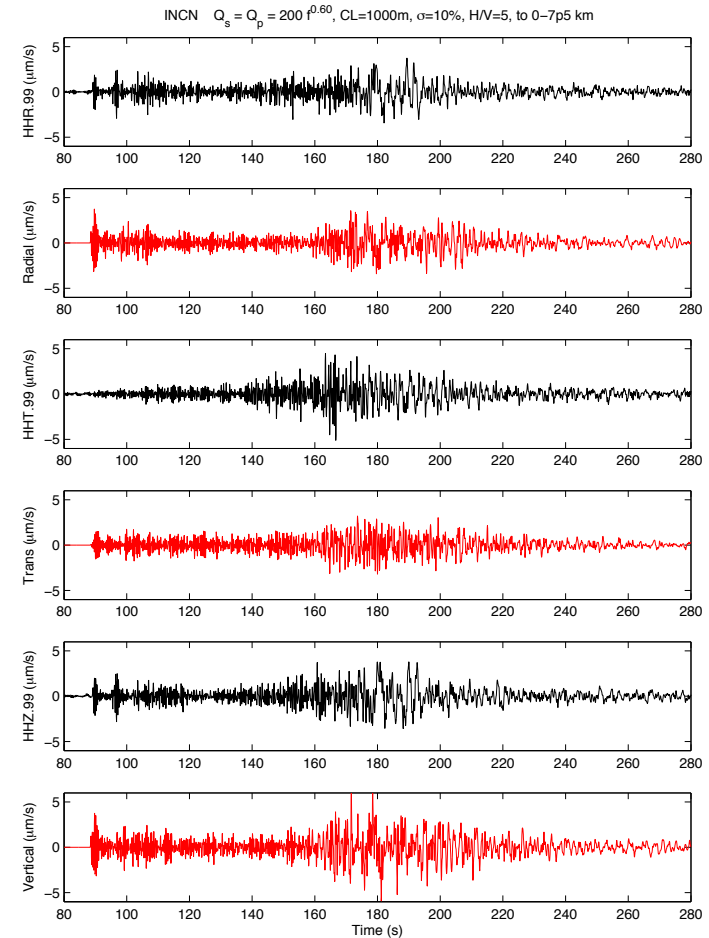 INCN Q_s = Q_p = 200 f^0.60, CL=1000m, σ=10%, H/V=5, to 0−7p5 km
HHR.99 (μm/s)
5
0
−5
80 100 120 140 160 180 200 220 240 260 280
Radial (μm/s)
5
0
−5
80 100 120 140 160 180 200 220 240 260 280
HHT.99 (μm/s)
5
0
−5
80 100 120 140 160 180 200 220 240 260 280
Trans (μm/s)
5
0
−5
80 100 120 140 160 180 200 220 240 260 280
HHZ.99 (μm/s)
5
0
−5
80 100 120 140 160 180 200 220 240 260 280
Vertical (μm/s)
5
0
−5
80 100 120 140 160 180 200 220 240 260 280
Time (s)